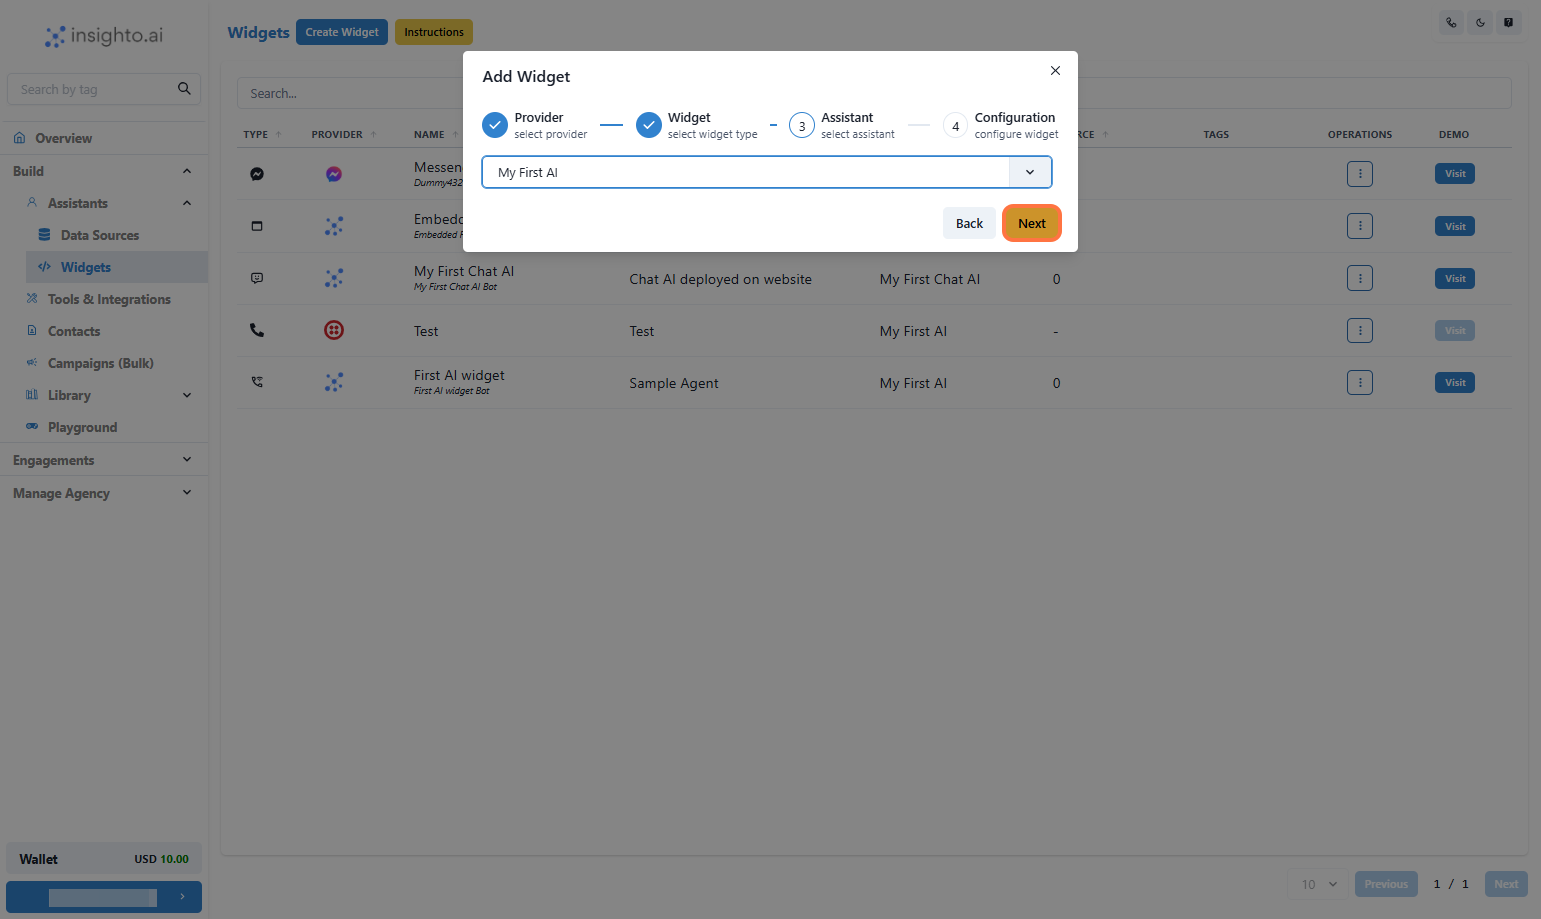 insighto.ai
Search by tag
Overview
Build
Assistants
Data Sources
Widgets
Tools & Integrations
Contacts
Campaigns (Bulk)
Library
Playground
Engagements
Manage Agency
Wallet USD 10.00
Widgets Create Widget Instructions
Search...
Add Widget
Provider
select provider
Widget
select widget type
3 Assistant
select assistant
4 Configuration
configure widget
My First AI
Back Next
TYPE PROVIDER NAME RCE TAGS OPERATIONS DEMO
Messen
Dummy432
Visit
Embedd
Embedded
Visit
My First Chat AI
My First Chat AI Bot
Chat AI deployed on website My First Chat AI 0 Visit
Test Test My First AI - Visit
First AI widget
First AI widget Bot
Sample Agent My First AI 0 Visit
10 Previous 1 / 1 Next